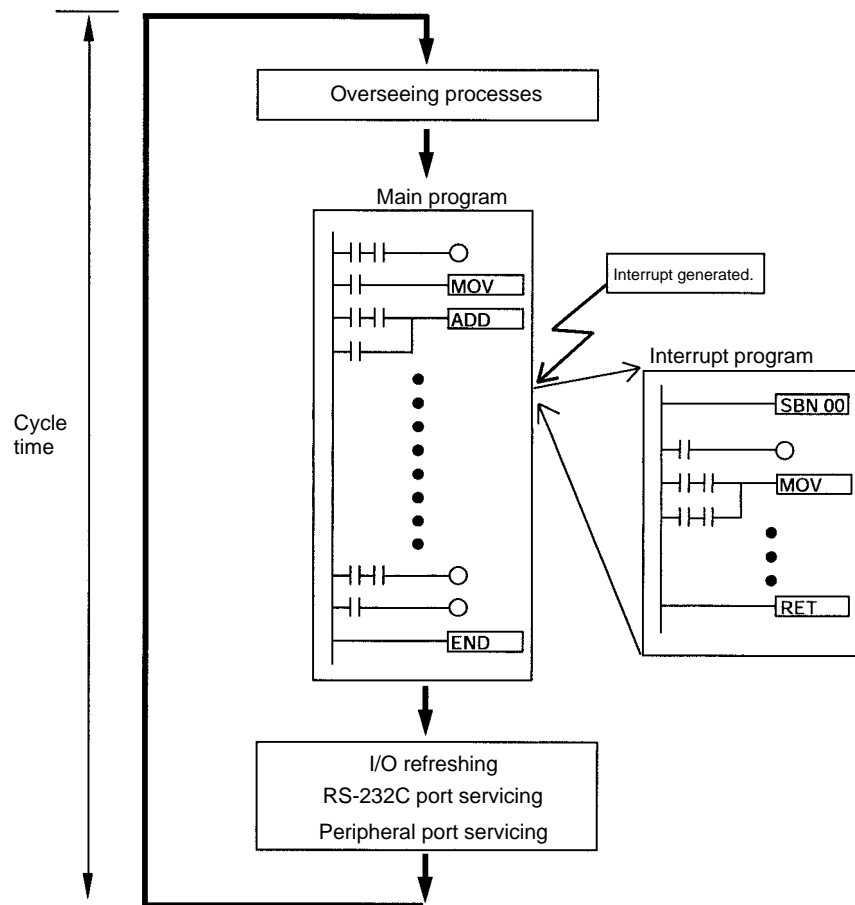 Overseeing processes
Main program
MOV
ADD
END
Interrupt generated.
Interrupt program
SBN 00
MOV
RET
Cycle
time
I/O refreshing
RS-232C port servicing
Peripheral port servicing